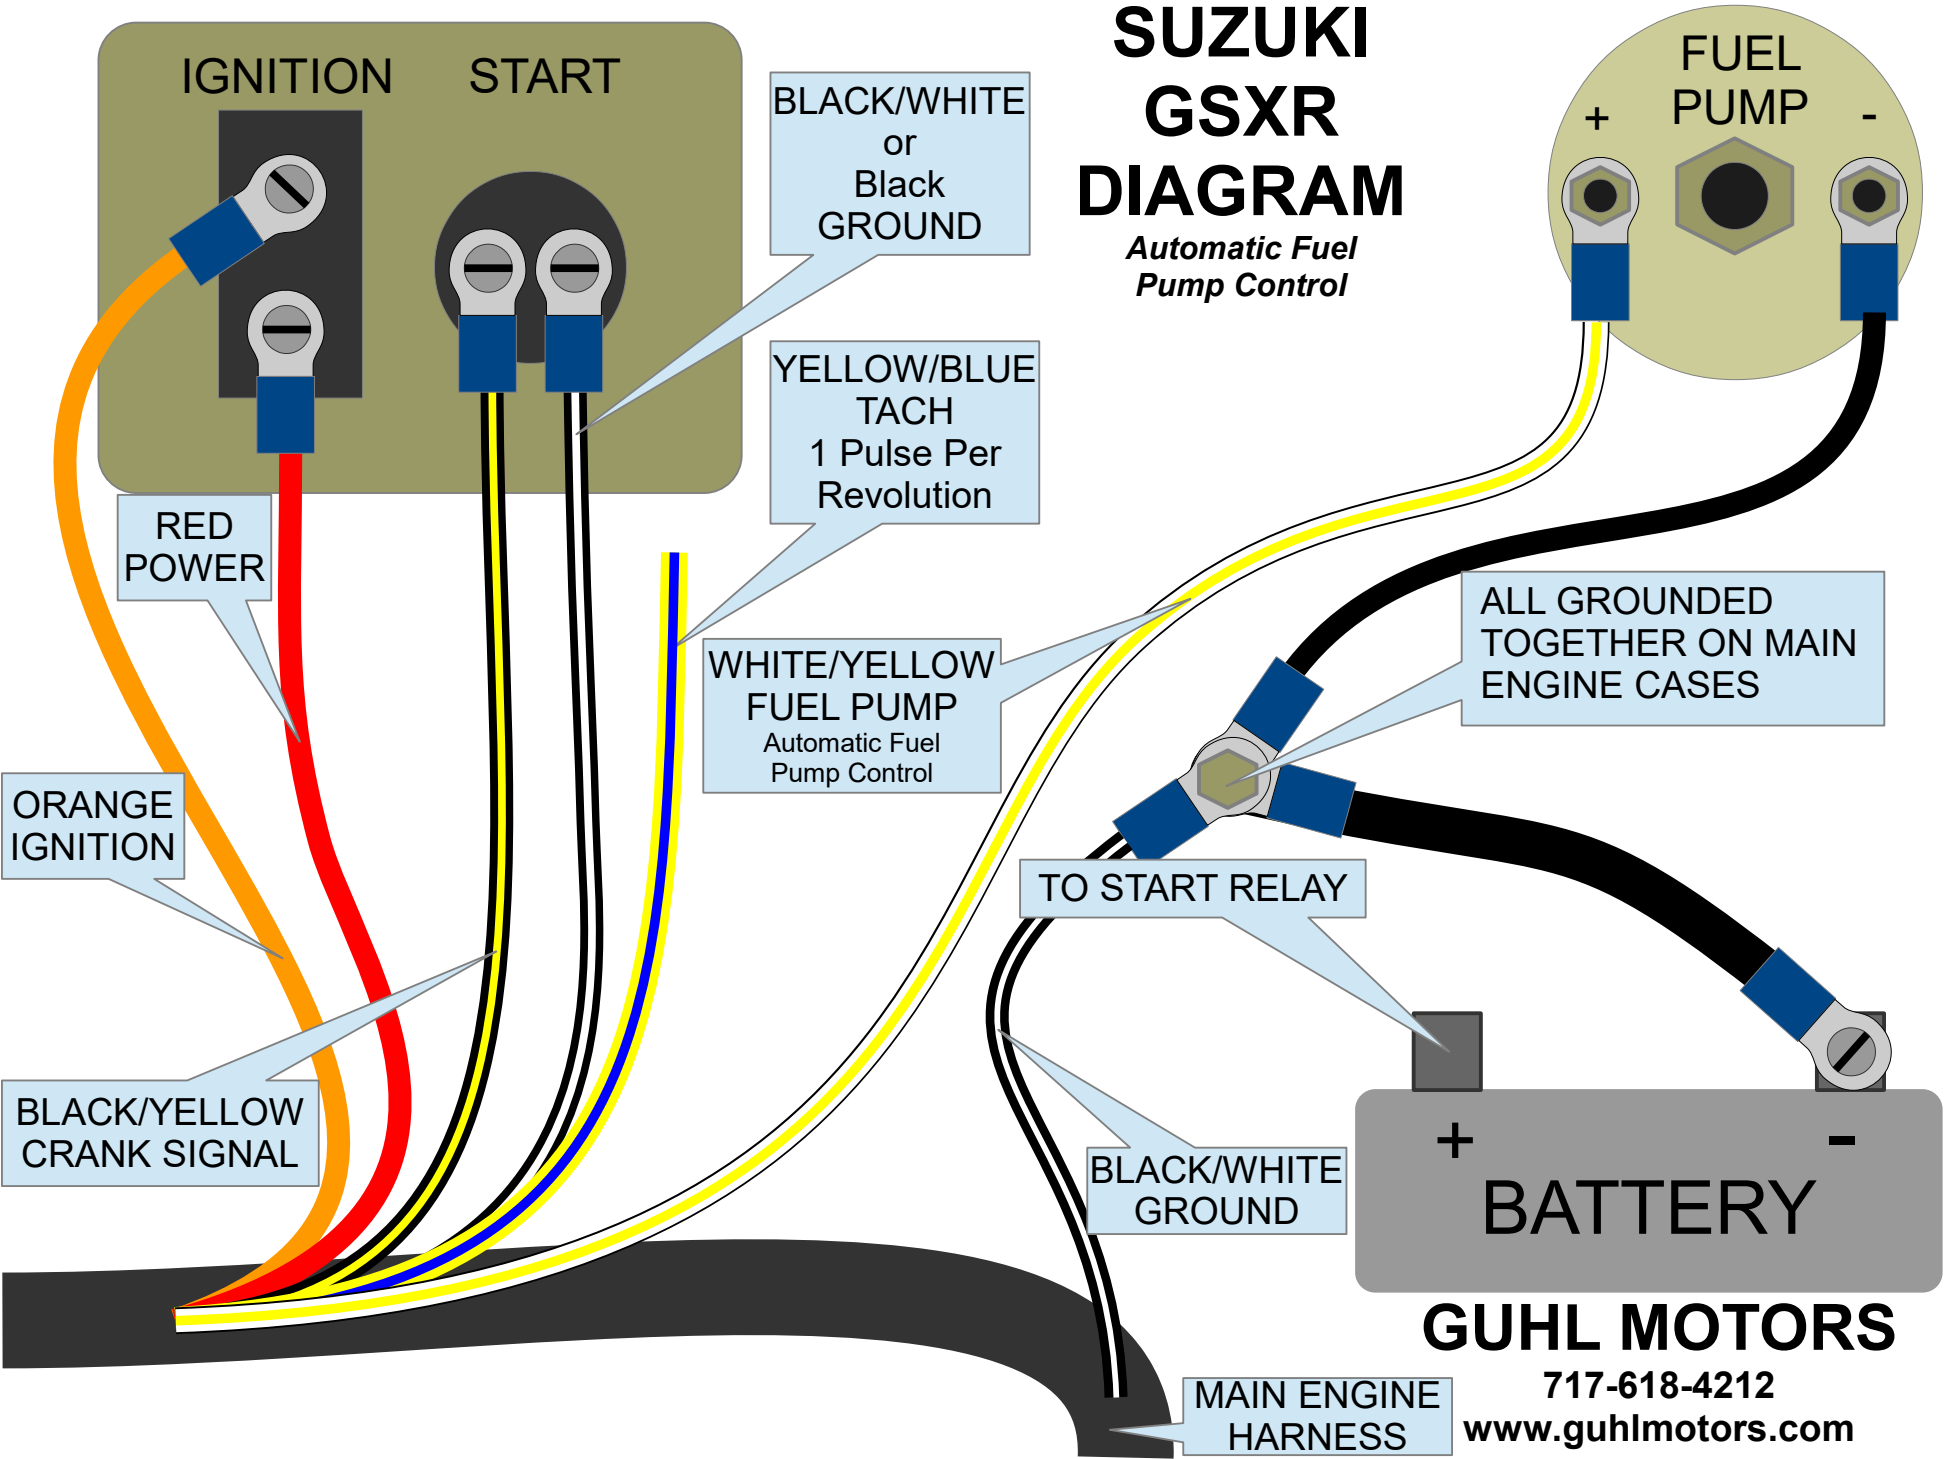 SUZUKI
GSXR
DIAGRAM
Automatic Fuel
Pump Control
IGNITION
START
BLACK/WHITE
or
Black
GROUND
FUEL
PUMP
+
-
YELLOW/BLUE
TACH
1 Pulse Per
Revolution
RED
POWER
WHITE/YELLOW
FUEL PUMP
Automatic Fuel
Pump Control
ALL GROUNDED
TOGETHER ON MAIN
ENGINE CASES
ORANGE
IGNITION
TO START RELAY
BLACK/YELLOW
CRANK SIGNAL
BLACK/WHITE
GROUND
+
-
BATTERY
GUHL MOTORS
717-618-4212
www.guhlmotors.com
MAIN ENGINE
HARNESS